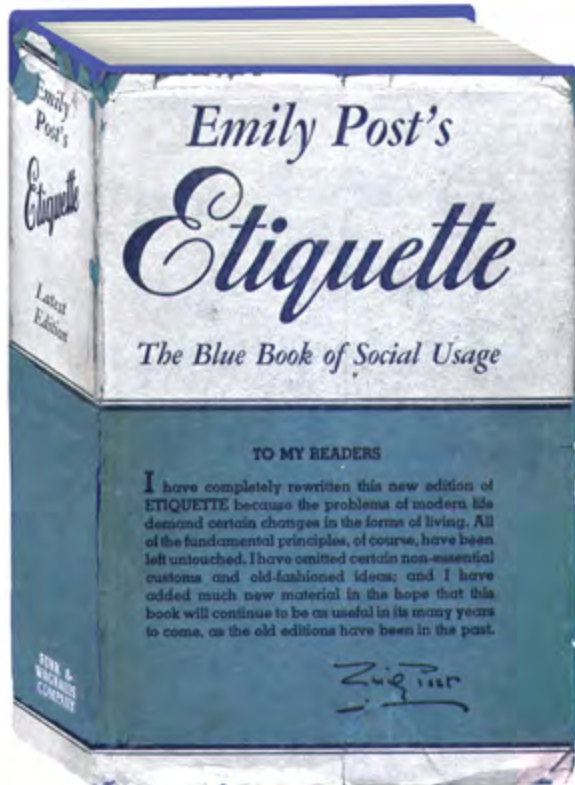 Emily
Post's
Etiquette
Latest
Edition
FUNK &
WAGNALLS
COMPANY
Emily Post's
Etiquette
The Blue Book of Social Usage
TO MY READERS
I have completely rewritten this new edition of
ETIQUETTE because the problems of modern life
demand certain changes in the forms of living. All
of the fundamental principles, of course, have been
left untouched. I have omitted certain non-essential
customs and old-fashioned ideas; and I have
added much new material in the hope that this
book will continue to be as useful in its many years
to come, as the old editions have been in the past.
Emily Post